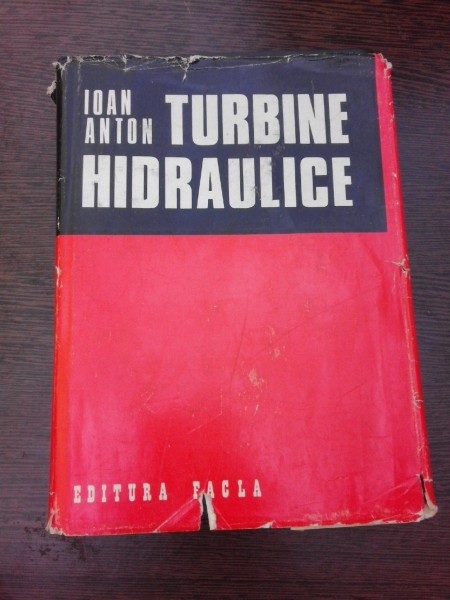 IOAN
ANTON
TURBINE
HIDRAULICE
EDITURA FACLA